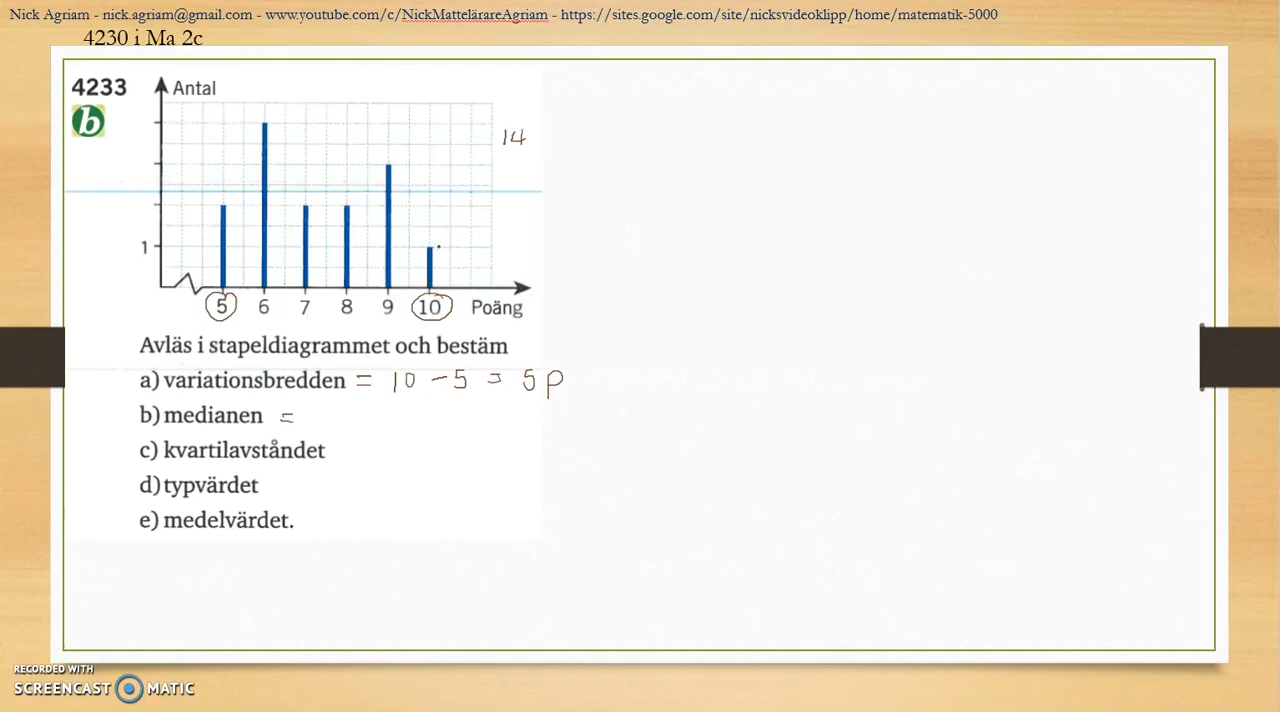 Nick Agriam - nick.agriam@gmail.com - www.youtube.com/c/NickMattelärareAgriam - https://sites.google.com/site/nicksvideoklipp/home/matematik-5000
4230 i Ma 2c
4233
b
Antal
14
1
5 6 7 8 9 10 Poäng
Avläs i stapeldiagrammet och bestäm
a) variationsbredden = 10 - 5 = 5 p
b) medianen =
c) kvartilavståndet
d) typvärdet
e) medelvärdet.
RECORDED WITH
SCREENCAST MATIC